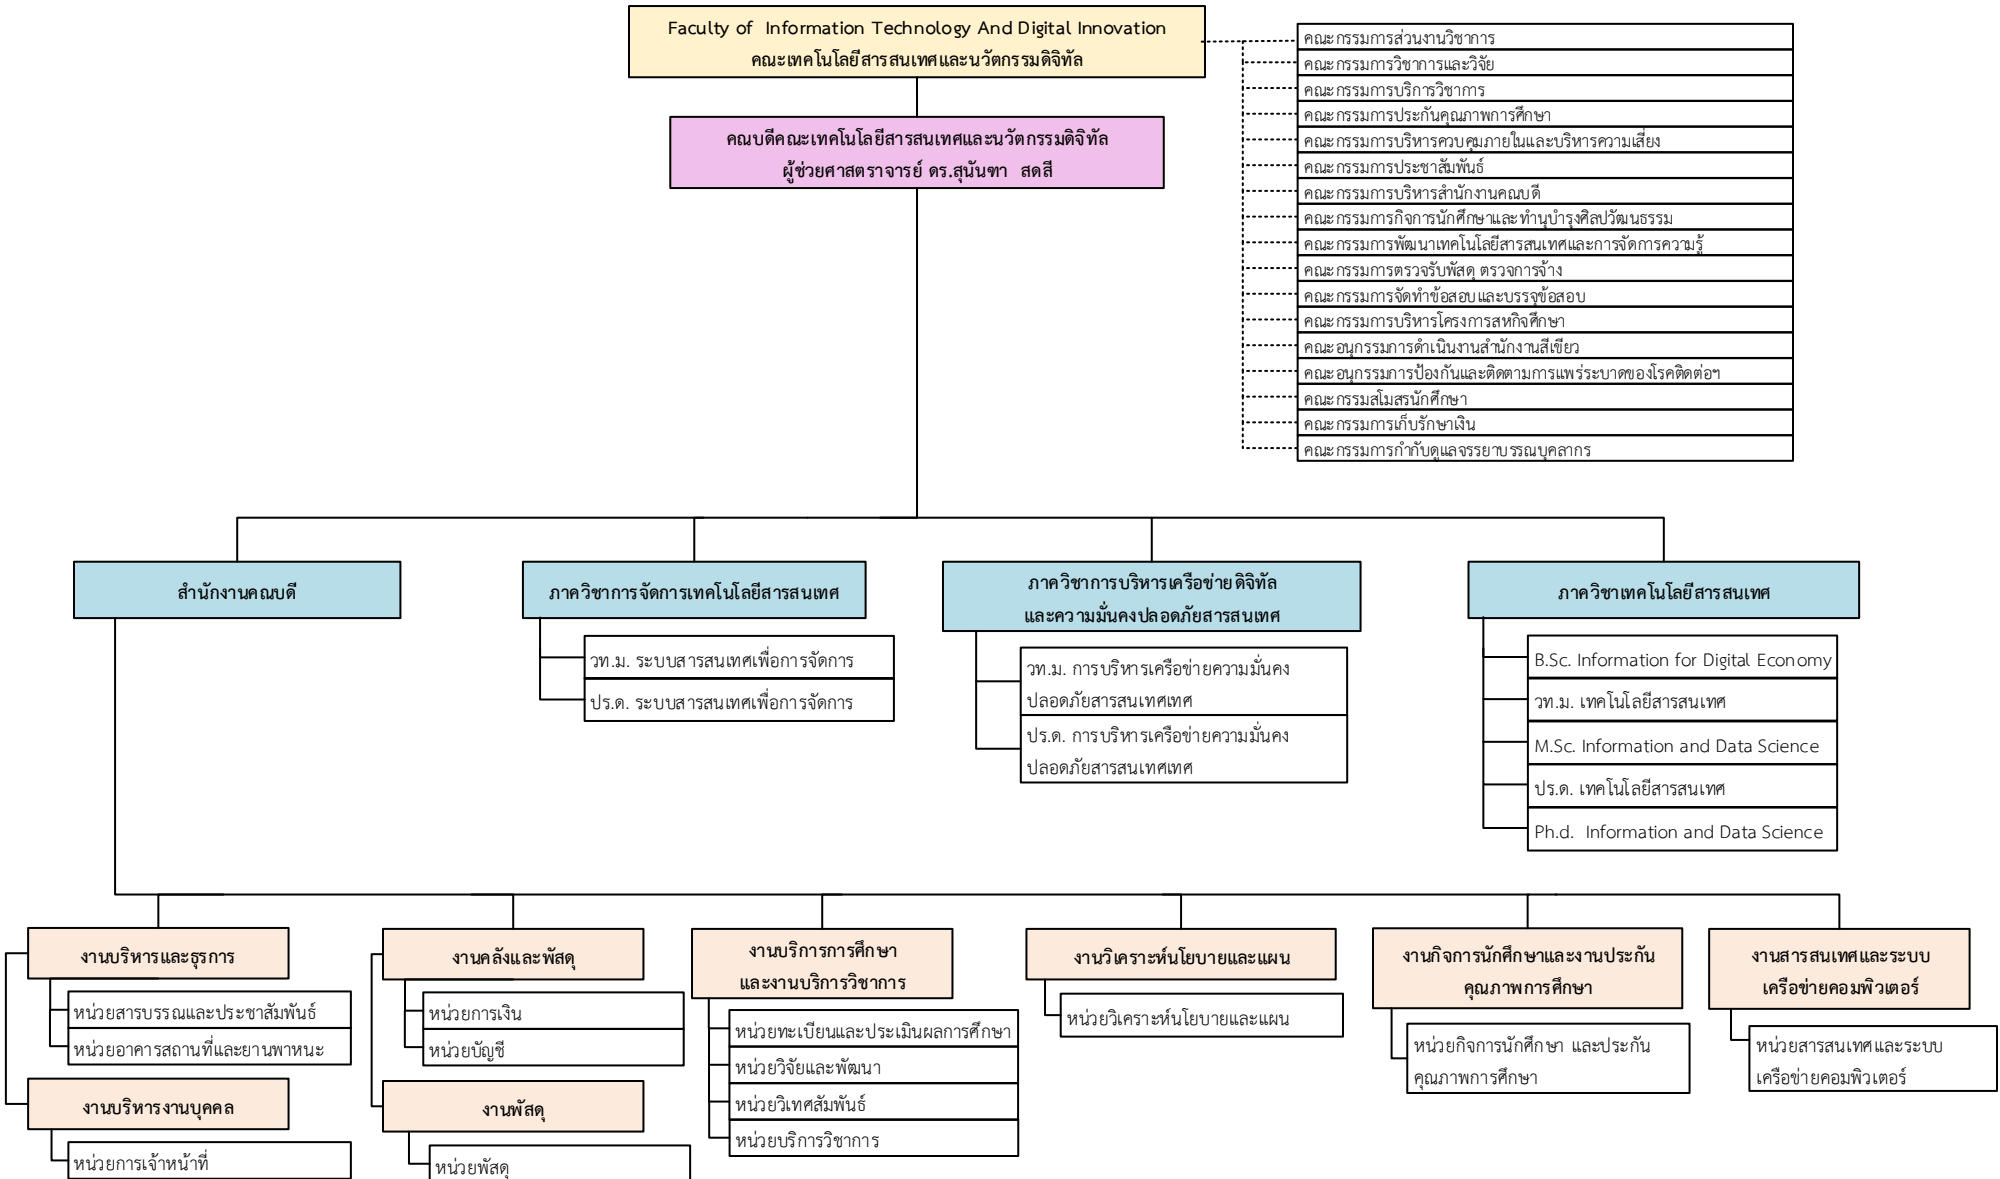 Faculty of Information Technology And Digital Innovation
คณะเทคโนโลยีสารสนเทศและนวัตกรรมดิจิทัล
คณบดีคณะเทคโนโลยีสารสนเทศและนวัตกรรมดิจิทัล
ผู้ช่วยศาสตราจารย์ ดร.สุนันฑา สดสี
คณะกรรมการส่วนงานวิชาการ
คณะกรรมการวิชาการและวิจัย
คณะกรรมการบริการวิชาการ
คณะกรรมการประกันคุณภาพการศึกษา
คณะกรรมการบริหารควบคุมภายในและบริหารความเสี่ยง
คณะกรรมการประชาสัมพันธ์
คณะกรรมการบริหารสำนักงานคณบดี
คณะกรรมการกิจการนักศึกษาและทำนุบำรุงศิลปวัฒนธรรม
คณะกรรมการพัฒนาเทคโนโลยีสารสนเทศและการจัดการความรู้
คณะกรรมการตรวจรับพัสดุ ตรวจการจ้าง
คณะกรรมการจัดทำข้อสอบและบรรจุข้อสอบ
คณะกรรมการบริหารโครงการสหกิจศึกษา
คณะอนุกรรมการดำเนินงานสำนักงานสีเขียว
คณะอนุกรรมการป้องกันและติดตามการแพร่ระบาดของโรคติดต่อฯ
คณะกรรมสโมสรนักศึกษา
คณะกรรมการเก็บรักษาเงิน
คณะกรรมการกำกับดูแลจรรยาบรรณบุคลากร
สำนักงานคณบดี
ภาควิชาการจัดการเทคโนโลยีสารสนเทศ
วท.ม. ระบบสารสนเทศเพื่อการจัดการ
ปร.ด. ระบบสารสนเทศเพื่อการจัดการ
ภาควิชาการบริหารเครือข่ายดิจิทัล
และความมั่นคงปลอดภัยสารสนเทศ
วท.ม. การบริหารเครือข่ายความมั่นคง
ปลอดภัยสารสนเทศเทศ
ปร.ด. การบริหารเครือข่ายความมั่นคง
ปลอดภัยสารสนเทศเทศ
ภาควิชาเทคโนโลยีสารสนเทศ
B.Sc. Information for Digital Economy
วท.ม. เทคโนโลยีสารสนเทศ
M.Sc. Information and Data Science
ปร.ด. เทคโนโลยีสารสนเทศ
Ph.d. Information and Data Science
งานบริหารและธุรการ
หน่วยสารบรรณและประชาสัมพันธ์
หน่วยอาคารสถานที่และยานพาหนะ
งานบริหารงานบุคคล
หน่วยการเจ้าหน้าที่
งานคลังและพัสดุ
หน่วยการเงิน
หน่วยบัญชี
งานพัสดุ
หน่วยพัสดุ
งานบริการการศึกษา
และงานบริการวิชาการ
หน่วยทะเบียนและประเมินผลการศึกษา
หน่วยวิจัยและพัฒนา
หน่วยวิเทศสัมพันธ์
หน่วยบริการวิชาการ
งานวิเคราะห์นโยบายและแผน
หน่วยวิเคราะห์นโยบายและแผน
งานกิจการนักศึกษาและงานประกัน
คุณภาพการศึกษา
หน่วยกิจการนักศึกษา และประกัน
คุณภาพการศึกษา
งานสารสนเทศและระบบ
เครือข่ายคอมพิวเตอร์
หน่วยสารสนเทศและระบบ
เครือข่ายคอมพิวเตอร์